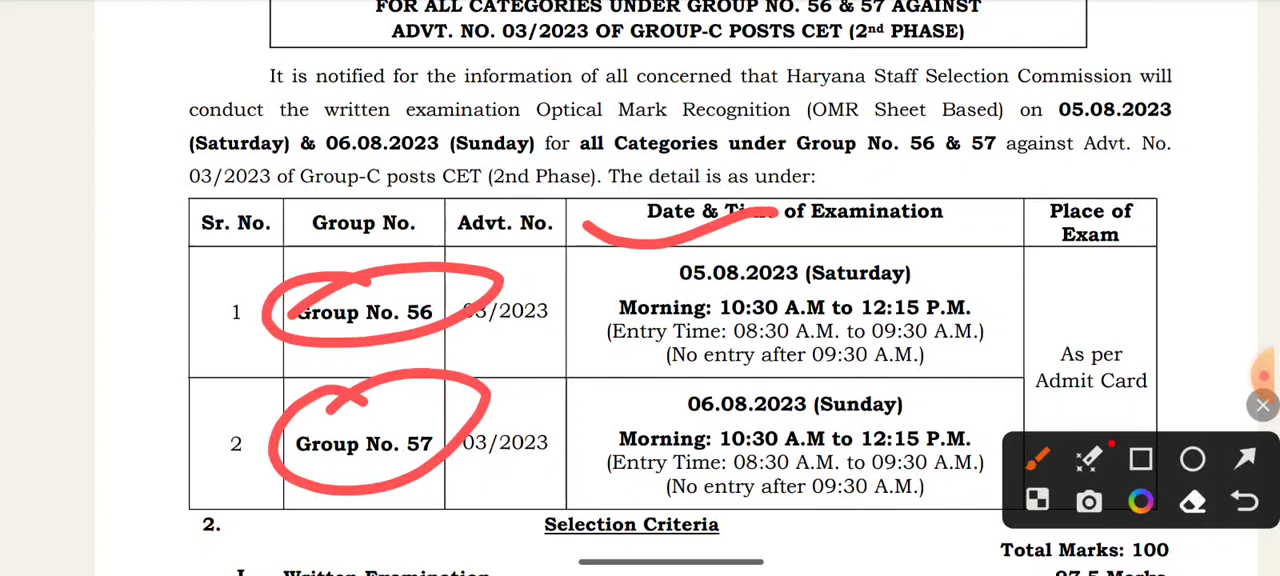 FOR ALL CATEGORIES UNDER GROUP NO. 56 & 57 AGAINST
ADVT. NO. 03/2023 OF GROUP-C POSTS CET (2nd PHASE)
It is notified for the information of all concerned that Haryana Staff Selection Commission will
conduct the written examination Optical Mark Recognition (OMR Sheet Based) on 05.08.2023
(Saturday) & 06.08.2023 (Sunday) for all Categories under Group No. 56 & 57 against Advt. No.
03/2023 of Group-C posts CET (2nd Phase). The detail is as under:
Sr. No. Group No. Advt. No. Date & Time of Examination Place of
Exam
1 Group No. 56 03/2023 05.08.2023 (Saturday)
Morning: 10:30 A.M to 12:15 P.M.
(Entry Time: 08:30 A.M. to 09:30 A.M.)
(No entry after 09:30 A.M.)
As per
Admit Card
2 Group No. 57 03/2023 06.08.2023 (Sunday)
Morning: 10:30 A.M to 12:15 P.M.
(Entry Time: 08:30 A.M. to 09:30 A.M.)
(No entry after 09:30 A.M.)
2. Selection Criteria
Total Marks: 100
I. Written Examination 97.5 Marks